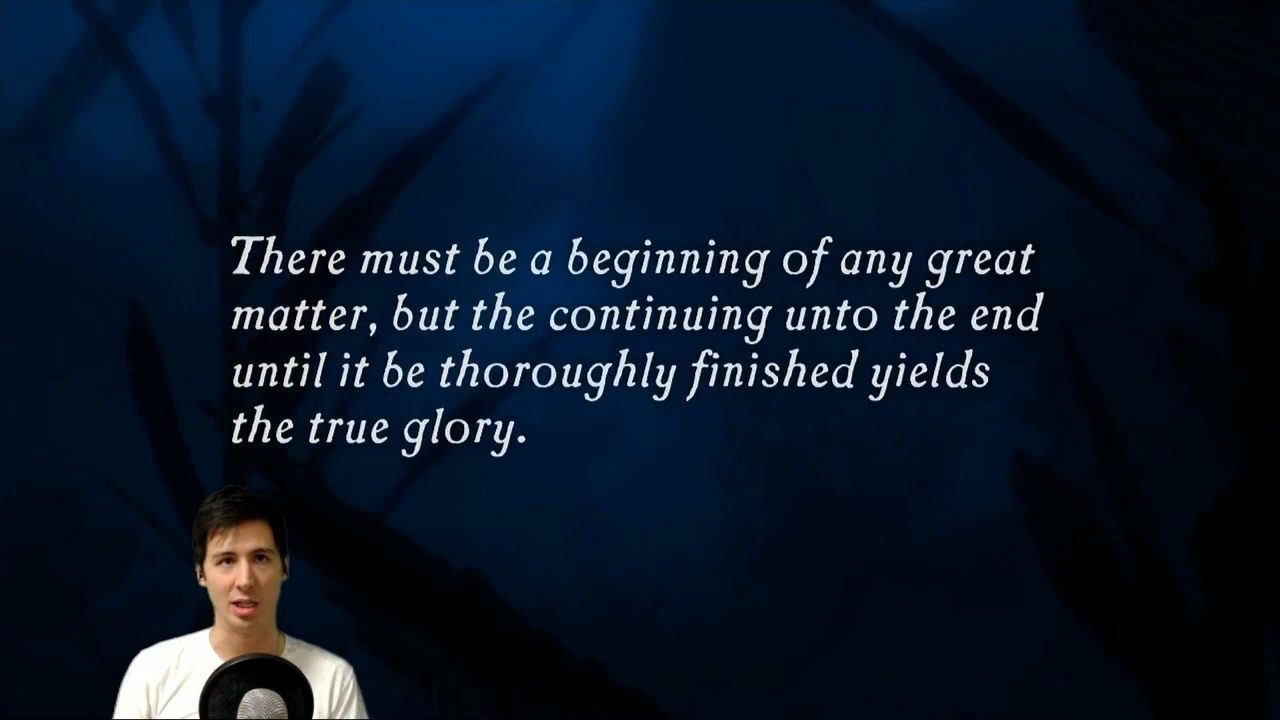 There must be a beginning of any great
matter, but the continuing unto the end
until it be thoroughly finished yields
the true glory.